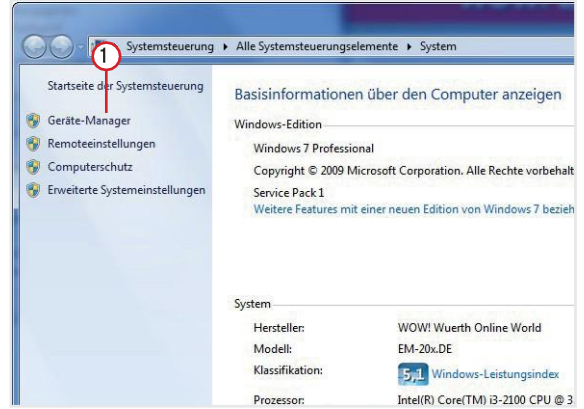 1
Systemsteuerung ▸ Alle Systemsteuerungselemente ▸ System
Startseite der Systemsteuerung
Geräte-Manager
Remoteeinstellungen
Computerschutz
Erweiterte Systemeinstellungen
Basisinformationen über den Computer anzeigen
Windows-Edition
Windows 7 Professional
Copyright © 2009 Microsoft Corporation. Alle Rechte vorbehalt
Service Pack 1
Weitere Features mit einer neuen Edition von Windows 7 bezieh
System
Hersteller: WOW! Wuerth Online World
Modell: EM-20x.DE
Klassifikation: 5,1 Windows-Leistungsindex
Prozessor: Intel(R) Core(TM) i3-2100 CPU @ 3